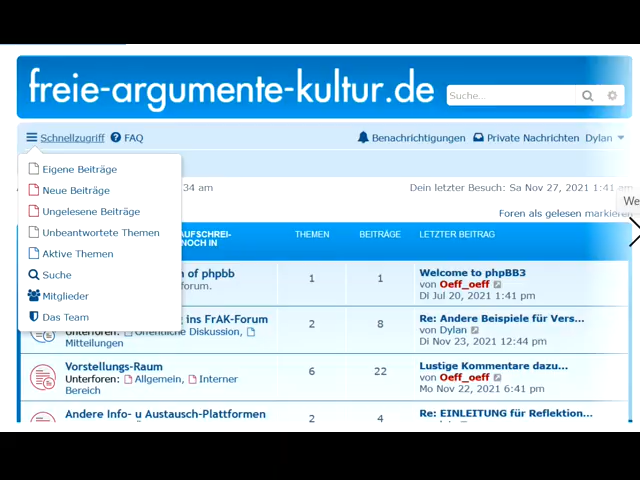 freie-argumente-kultur.de
Suche...
Schnellzugriff FAQ Benachrichtigungen Private Nachrichten Dylan
Eigene Beiträge
Neue Beiträge
Ungelesene Beiträge
Unbeantwortete Themen
Aktive Themen
Suche
Mitglieder
Das Team
34 am Dein letzter Besuch: Sa Nov 27, 2021 1:41 am
We
Foren als gelesen markieren
AUFSCHREI-
NOCH IN THEMEN BEITRÄGE LETZTER BEITRAG
n of phpbb 1 1 Welcome to phpBB3
forum. von Oeff_oeff
Di Jul 20, 2021 1:41 pm
ins FrAK-Forum 2 8 Re: Andere Beispiele für Vers...
Unterforen: Öffentliche Diskussion, von Dylan
Mitteilungen Di Nov 23, 2021 12:44 pm
Vorstellungs-Raum 6 22 Lustige Kommentare dazu...
Unterforen: Allgemein, Interner von Oeff_oeff
Bereich Mo Nov 22, 2021 6:41 pm
Andere Info- u Austausch-Plattformen 2 4 Re: EINLEITUNG für Reflektion...